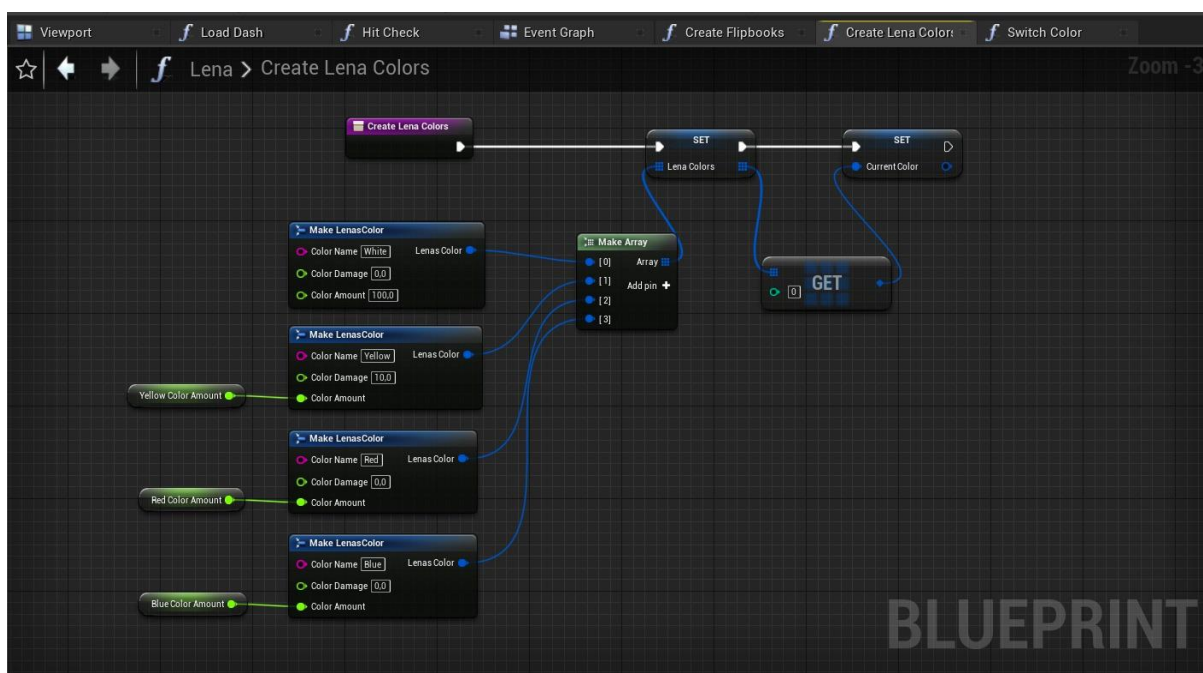 Viewport
Load Dash
Hit Check
Event Graph
Create Flipbooks
Create Lena Colors
Switch Color
Lena > Create Lena Colors
Zoom -3
Create Lena Colors
SET
Lena Colors
SET
CurrentColor
Make LenasColor
Color Name White
Lenas Color
Color Damage 0,0
Color Amount 100,0
Make Array
[0] Array
[1] Add pin +
[2]
[3]
0 GET
Make LenasColor
Color Name Yellow
Lenas Color
Color Damage 10,0
Color Amount
Yellow Color Amount
Make LenasColor
Color Name Red
Lenas Color
Color Damage 0,0
Color Amount
Red Color Amount
Make LenasColor
Color Name Blue
Lenas Color
Color Damage 0,0
Color Amount
Blue Color Amount
BLUEPRINT